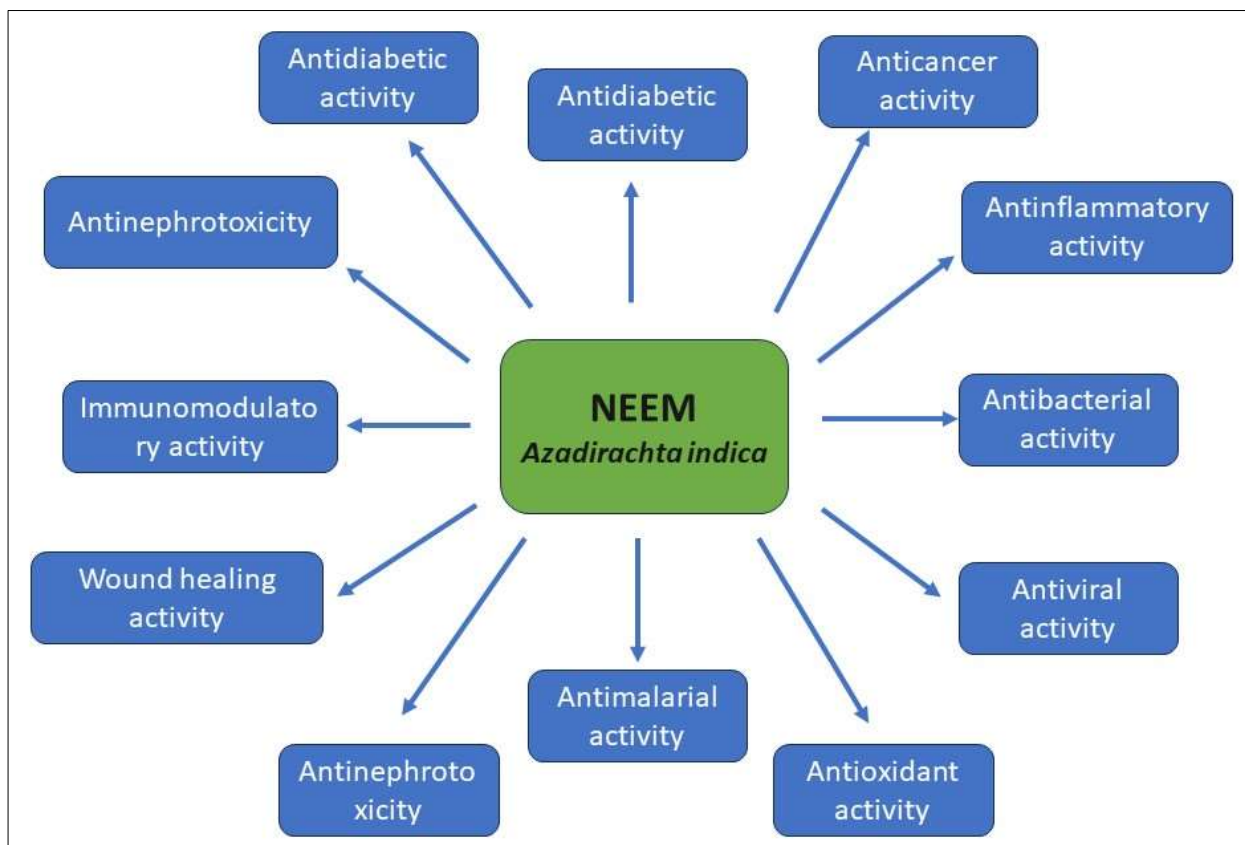 Antidiabetic
activity
Antidiabetic
activity
Anticancer
activity
Antinephrotoxicity
Antinflammatory
activity
NEEM
Azadirachta indica
Immunomodulato
ry activity
Antibacterial
activity
Wound healing
activity
Antiviral
activity
Antinephroto
xicity
Antimalarial
activity
Antioxidant
activity